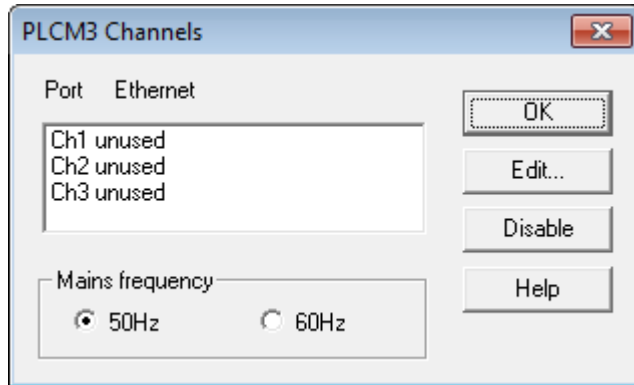 PLCM3 Channels
Port Ethernet
Ch1 unused
Ch2 unused
Ch3 unused
OK
Edit...
Disable
Help
Mains frequency
50Hz 60Hz